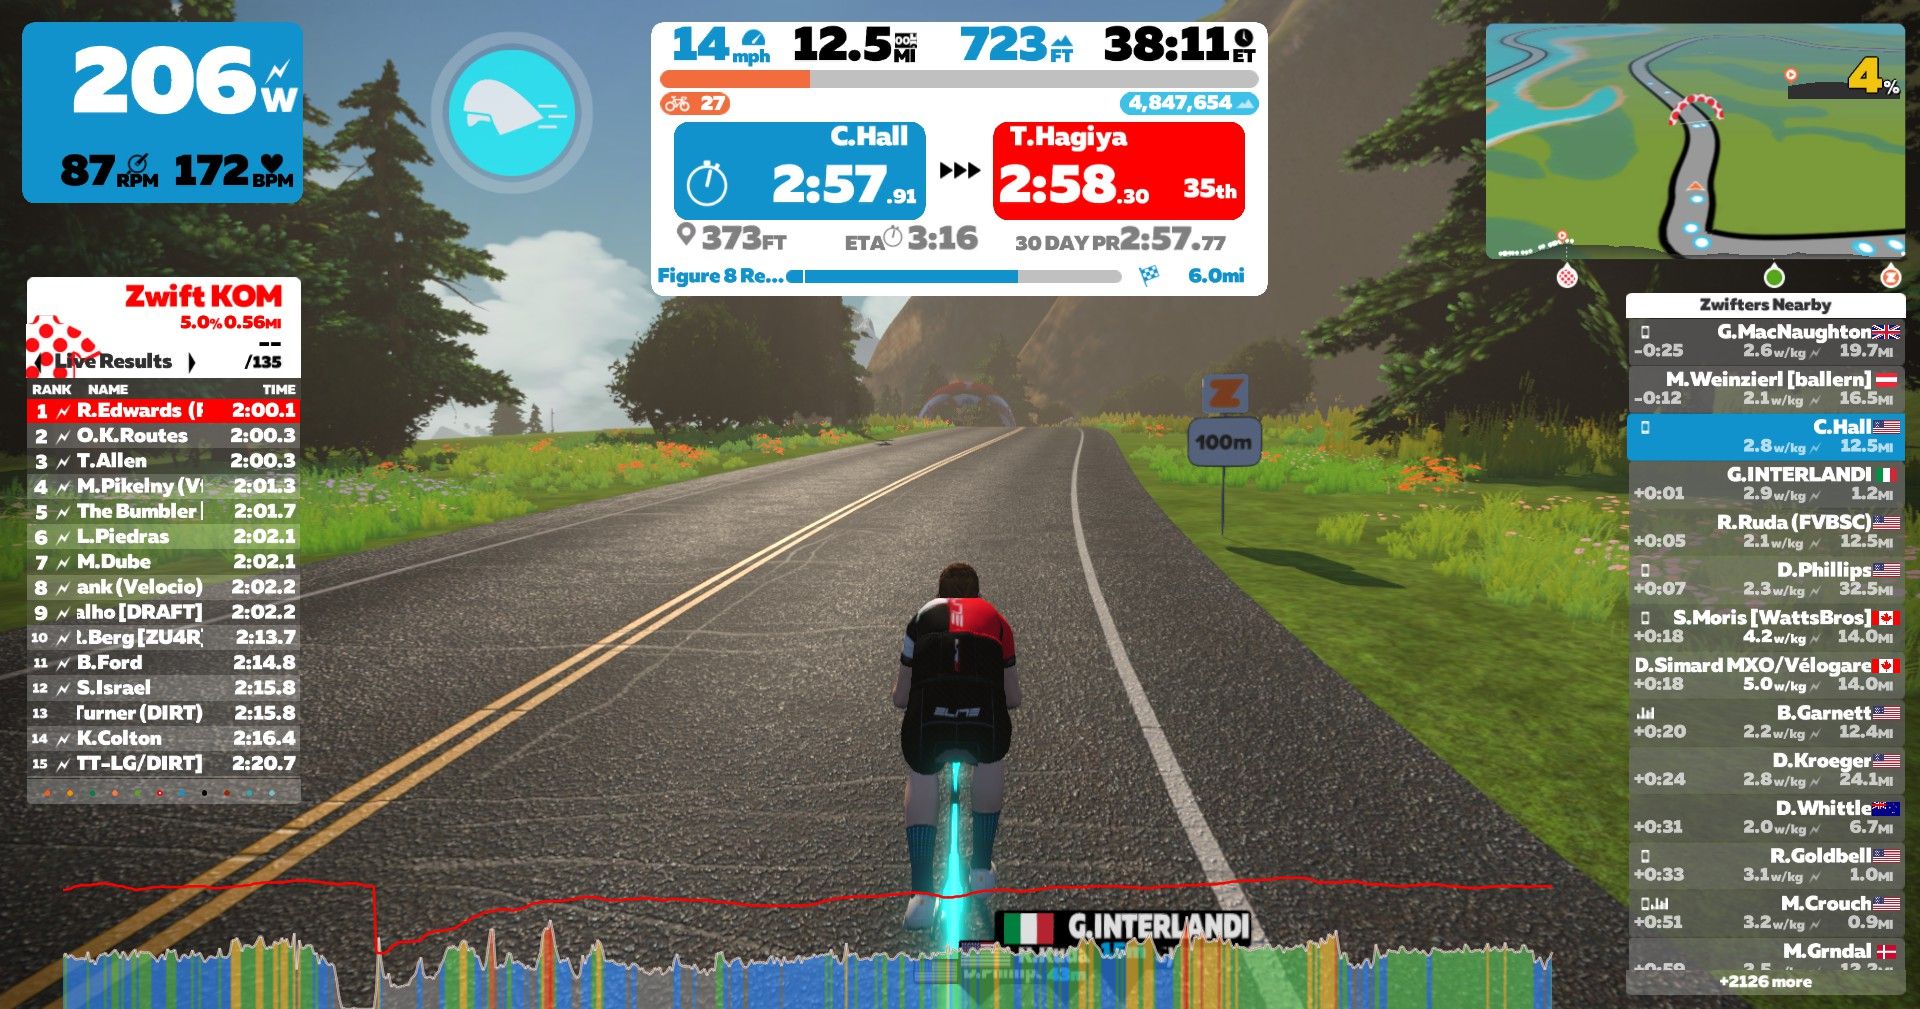 206w
87 RPM 172 BPM
14 mph 12.5 MI 723 FT 38:11 ET
27 4,847,654
C.Hall
2:57.91
T.Hagiya
2:58.30 35th
373FT ETA 3:16 30 DAY PR 2:57.77
Figure 8 Re... 6.0mi
4%
Zwift KOM
5.0% 0.56MI
--
Live Results /135
RANK NAME TIME
1 R.Edwards ( 2:00.1
2 O.K.Routes 2:00.3
3 T.Allen 2:00.3
4 M.Pikelny (V 2:01.3
5 The Bumbler 2:01.7
6 L.Piedras 2:02.1
7 M.Dube 2:02.1
8 ank (Velocio) 2:02.2
9 alho [DRAFT] 2:02.2
10 .Berg [ZU4R 2:13.7
11 B.Ford 2:14.8
12 S.Israel 2:15.8
13 Turner (DIRT) 2:15.8
14 K.Colton 2:16.4
15 TT-LG/DIRT] 2:20.7
Z
100m
ELITE
G.INTERLANDI
Zwifters Nearby
G.MacNaughton
-0:25 2.6w/kg 19.7MI
M.Weinzierl [ballern]
-0:12 2.1w/kg 16.5MI
C.Hall
2.8w/kg 12.5MI
G.INTERLANDI
+0:01 2.9w/kg 1.2MI
R.Ruda (FVBSC)
+0:05 2.1w/kg 12.5MI
D.Phillips
+0:07 2.3w/kg 32.5MI
S.Moris [WattsBros]
+0:18 4.2w/kg 14.0MI
D.Simard MXO/Vélogare
+0:18 5.0w/kg 14.0MI
B.Garnett
+0:20 2.2w/kg 12.4MI
D.Kroeger
+0:24 2.8w/kg 24.1MI
D.Whittle
+0:31 2.0w/kg 6.7MI
R.Goldbell
+0:33 3.1w/kg 1.0MI
M.Crouch
+0:51 3.2w/kg 0.9MI
M.Grndal
+2126 more